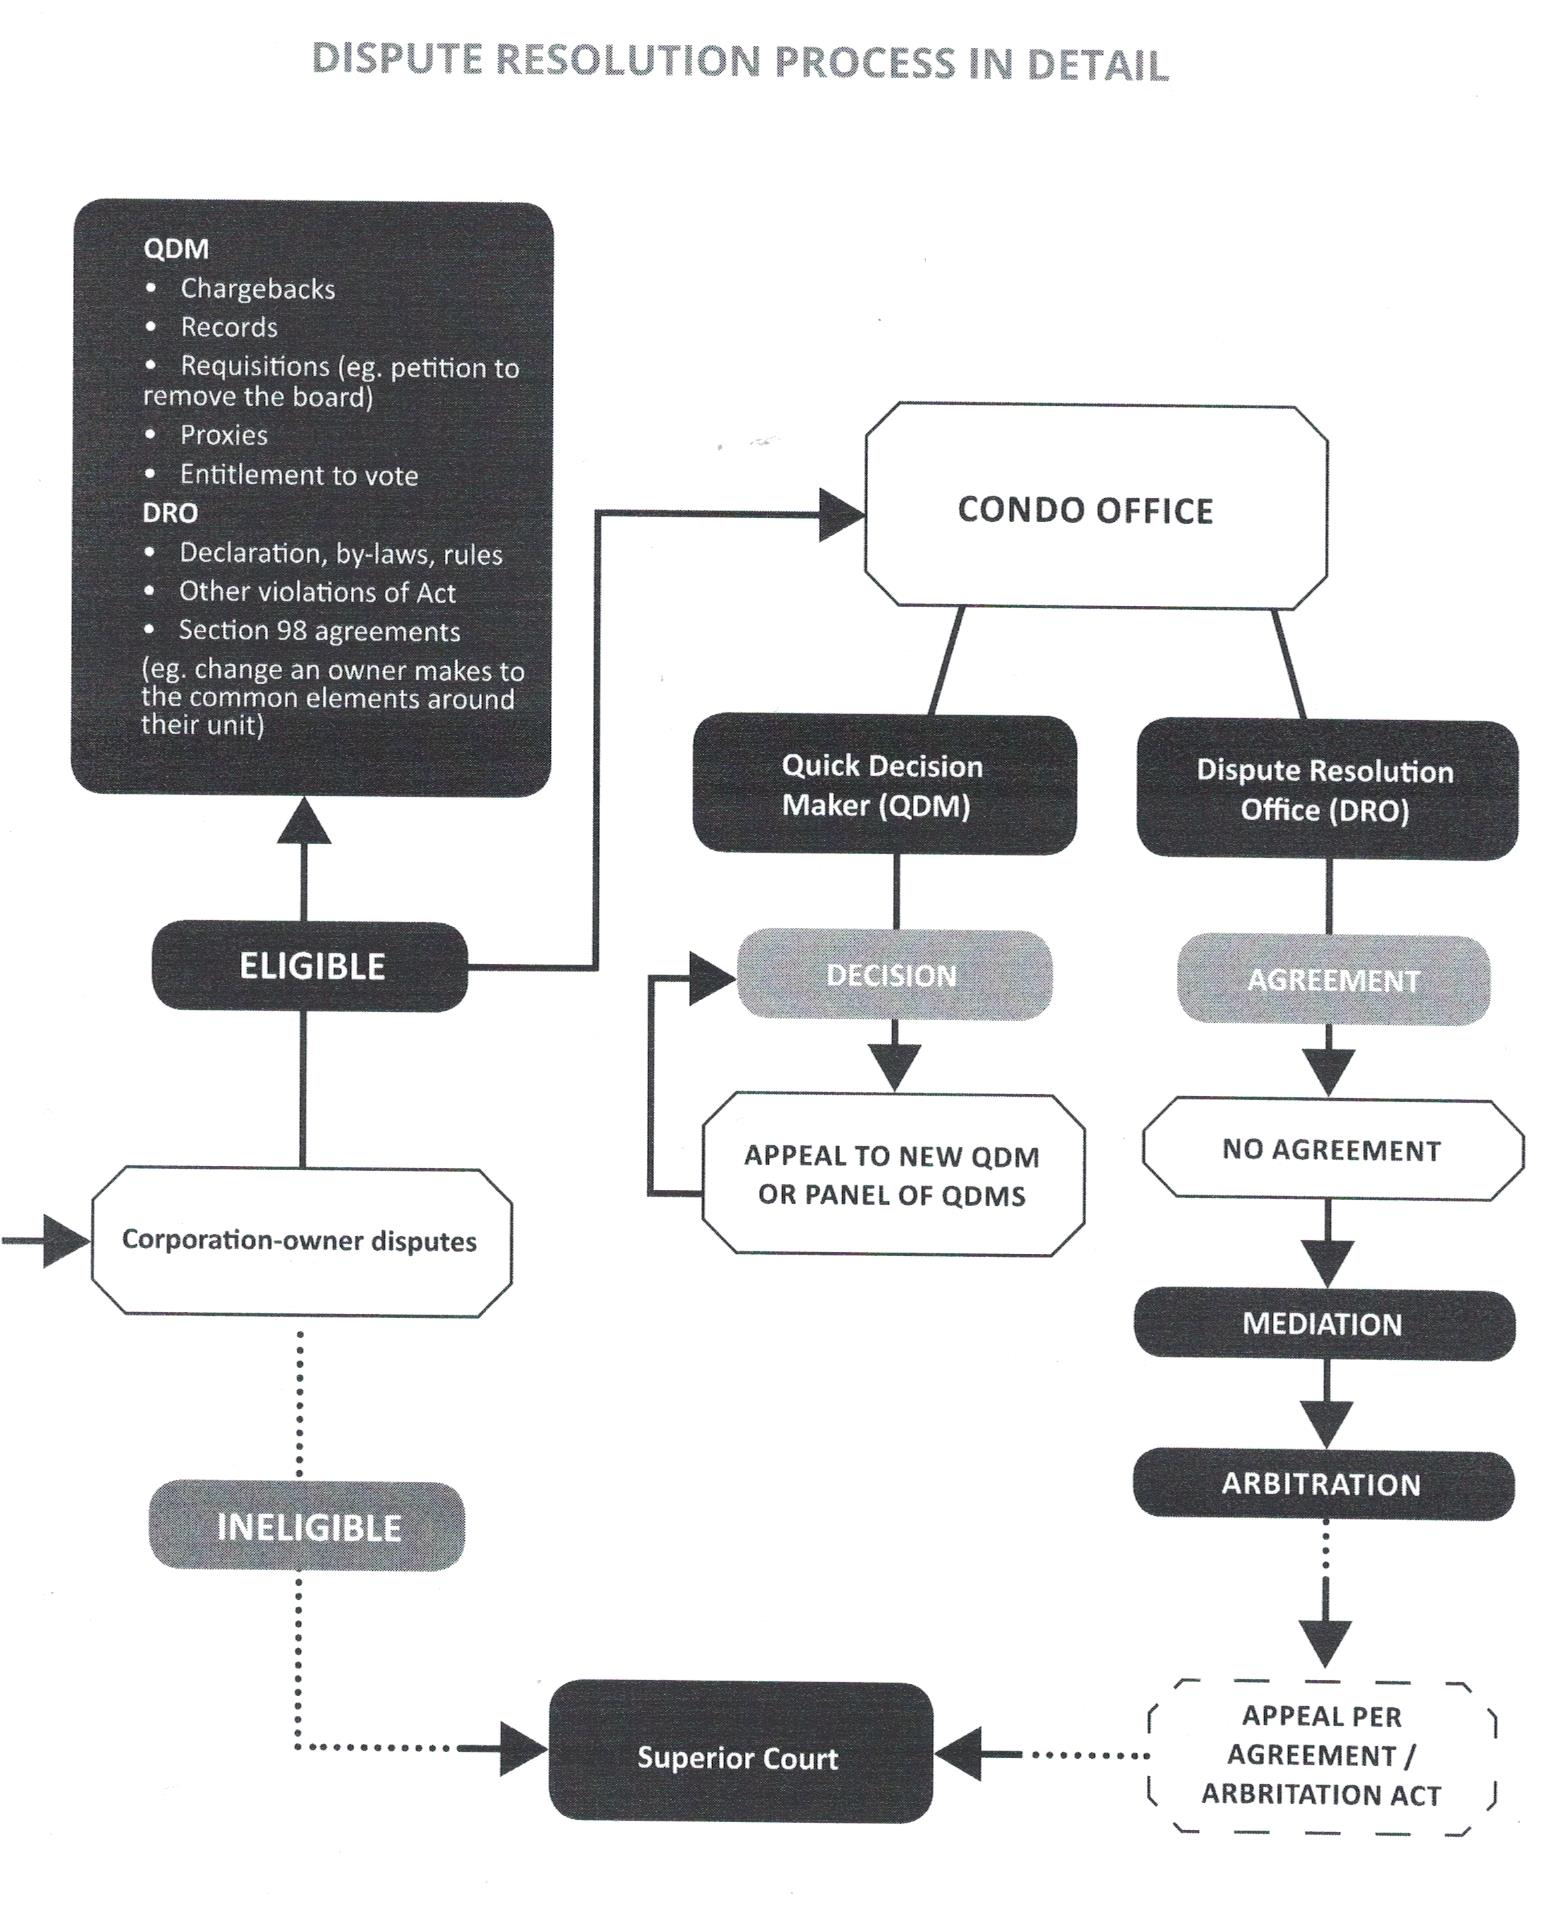 DISPUTE RESOLUTION PROCESS IN DETAIL
QDM
• Chargebacks
• Records
• Requisitions (eg. petition to
remove the board)
• Proxies
• Entitlement to vote
DRO
• Declaration, by-laws, rules
• Other violations of Act
• Section 98 agreements
(eg. change an owner makes to
the common elements around
their unit)
CONDO OFFICE
Quick Decision
Maker (QDM)
Dispute Resolution
Office (DRO)
ELIGIBLE
DECISION
AGREEMENT
APPEAL TO NEW QDM
OR PANEL OF QDMS
NO AGREEMENT
Corporation-owner disputes
MEDIATION
ARBITRATION
INELIGIBLE
Superior Court
APPEAL PER
AGREEMENT /
ARBRITATION ACT